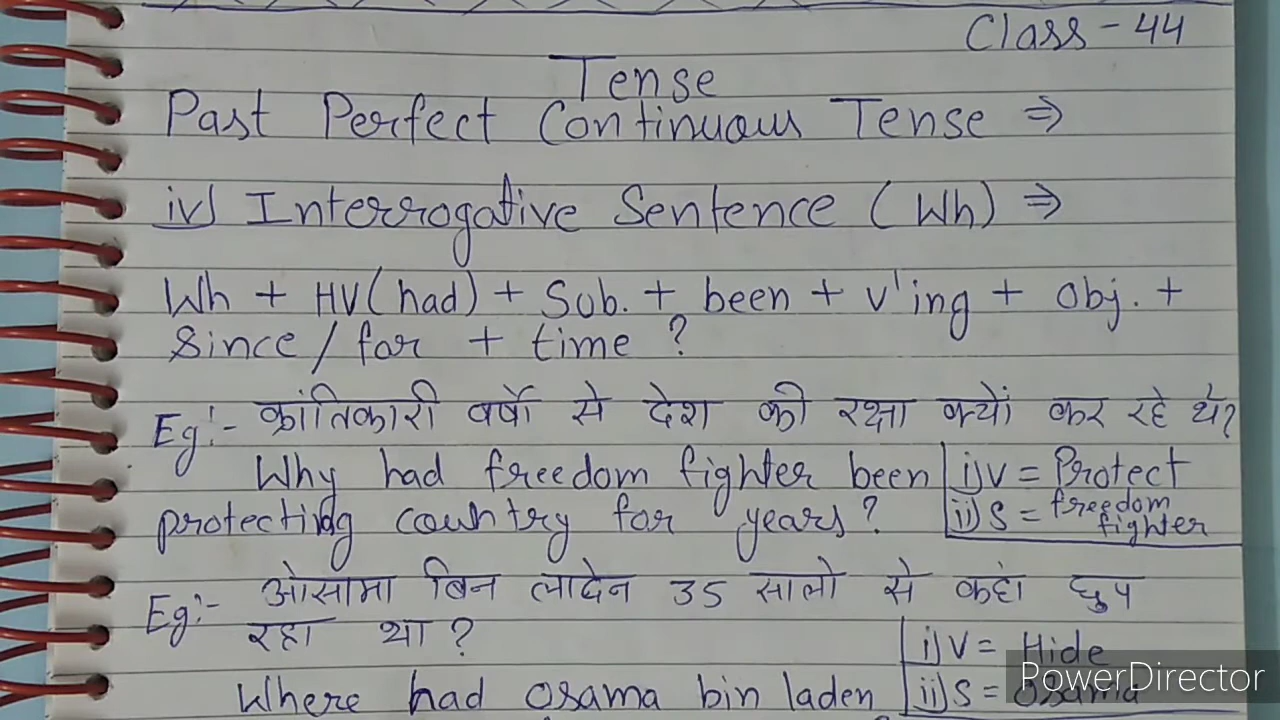 Class - 44
Tense
Past Perfect Continuous Tense ⇒
iv) Interrogative Sentence (Wh) ⇒
Wh + HV(had) + Sub. + been + v'ing + obj. +
Since / for + time ?
Eg:- क्रांतिकारी वर्षों से देश की रक्षा क्यों कर रहे थे?
Why had freedom fighter been
protecting country for years?
i) V = Protect
ii) S = freedom
fighter
Eg:- ओसामा बिन लादेन 35 सालो से कहां छुप
रहा था ?
i) V = Hide
ii) S = Osama
Where had osama bin laden
PowerDirector